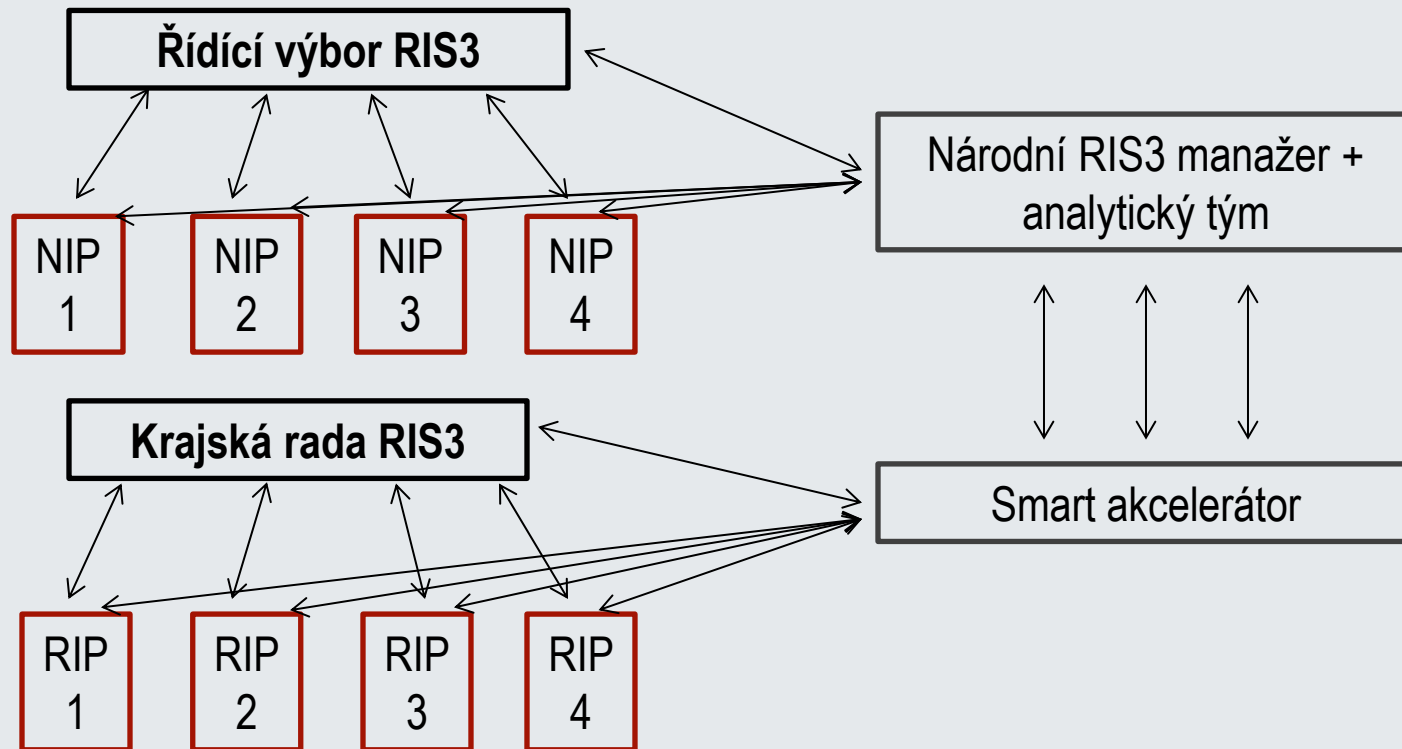 Řídící výbor RIS3
Národní RIS3 manažer +
analytický tým
NIP
1
NIP
2
NIP
3
NIP
4
Krajská rada RIS3
Smart akcelerátor
RIP
1
RIP
2
RIP
3
RIP
4